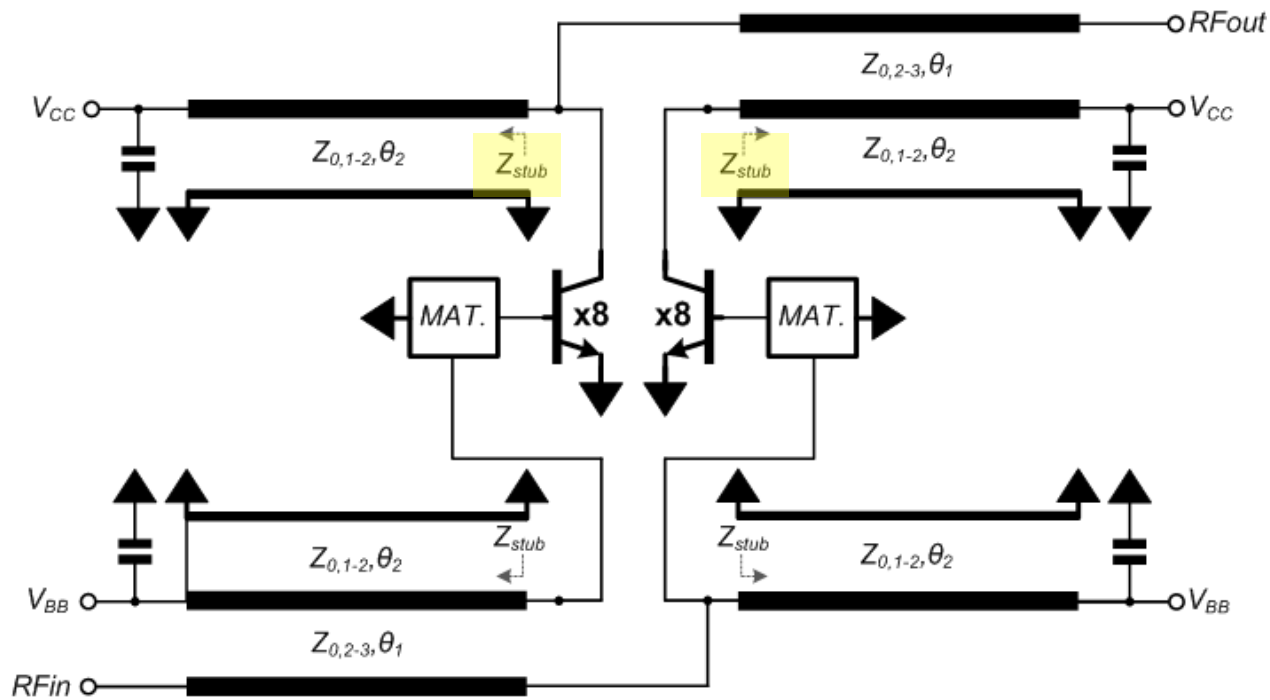 RFout
Z0,2-3,θ1
VCC
VCC
Z0,1-2,θ2
Zstub
Zstub
Z0,1-2,θ2
MAT.
x8
x8
MAT.
Zstub
Zstub
Z0,1-2,θ2
Z0,1-2,θ2
VBB
VBB
Z0,2-3,θ1
RFin